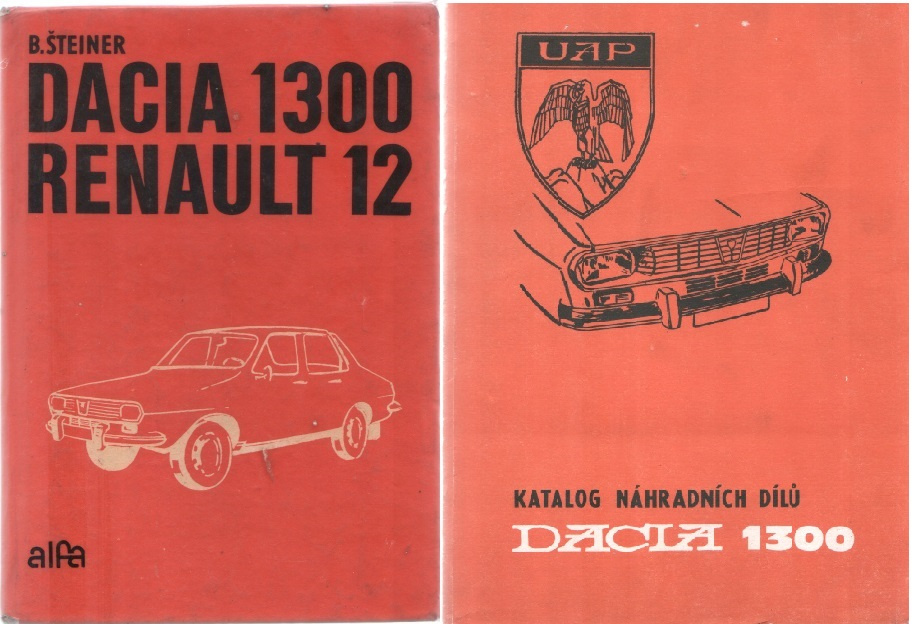 B. ŠTEINER
DACIA 1300
RENAULT 12
alfa
UAP
KATALOG NÁHRADNÍCH DÍLŮ
DACIA 1300